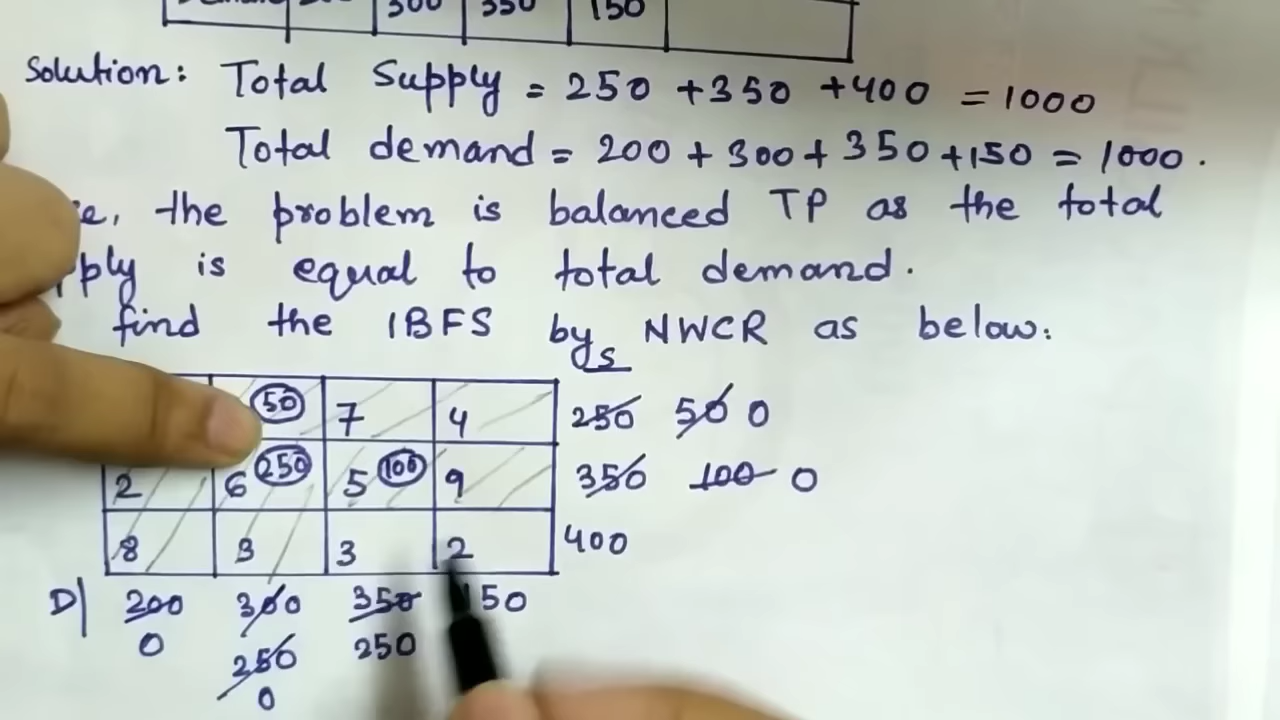 300 350 150
Solution: Total Supply = 250 + 350 + 400 = 1000
Total demand = 200 + 300 + 350 + 150 = 1000.
the problem is balanced TP as the total
is equal to total demand.
find the IBFS by NWCR as below:
S
50 7 4 250 50 0
2 6 250 5 100 9 350 100 0
8 3 3 2 400
D) 200 300 350 150
0 250 250
0